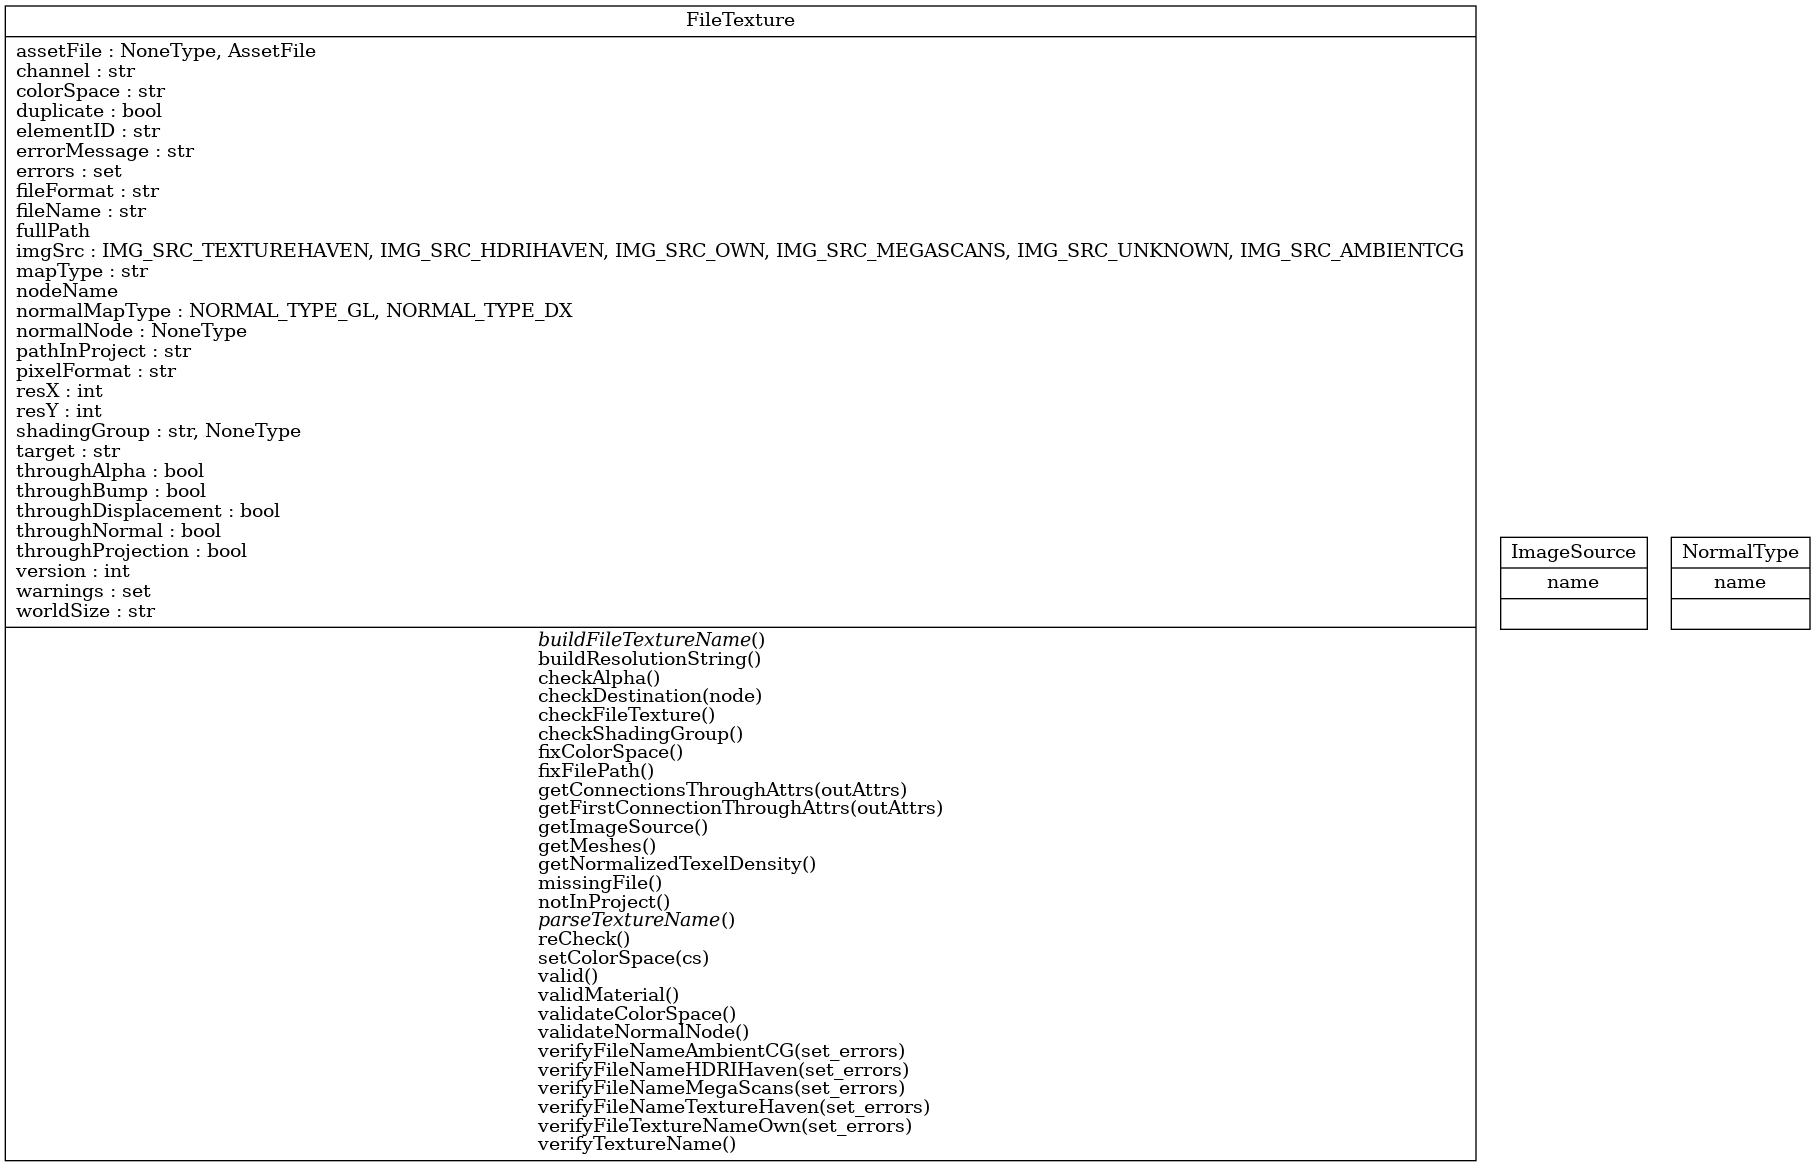 FileTexture
assetFile : NoneType, AssetFile
channel : str
colorSpace : str
duplicate : bool
elementID : str
errorMessage : str
errors : set
fileFormat : str
fileName : str
fullPath
imgSrc : IMG_SRC_TEXTUREHAVEN, IMG_SRC_HDRIHAVEN, IMG_SRC_OWN, IMG_SRC_MEGASCANS, IMG_SRC_UNKNOWN, IMG_SRC_AMBIENTCG
mapType : str
nodeName
normalMapType : NORMAL_TYPE_GL, NORMAL_TYPE_DX
normalNode : NoneType
pathInProject : str
pixelFormat : str
resX : int
resY : int
shadingGroup : str, NoneType
target : str
throughAlpha : bool
throughBump : bool
throughDisplacement : bool
throughNormal : bool
throughProjection : bool
version : int
warnings : set
worldSize : str
buildFileTextureName()
buildResolutionString()
checkAlpha()
checkDestination(node)
checkFileTexture()
checkShadingGroup()
fixColorSpace()
fixFilePath()
getConnectionsThroughAttrs(outAttrs)
getFirstConnectionThroughAttrs(outAttrs)
getImageSource()
getMeshes()
getNormalizedTexelDensity()
missingFile()
notInProject()
parseTextureName()
reCheck()
setColorSpace(cs)
valid()
validMaterial()
validateColorSpace()
validateNormalNode()
verifyFileNameAmbientCG(set_errors)
verifyFileNameHDRIHaven(set_errors)
verifyFileNameMegaScans(set_errors)
verifyFileNameTextureHaven(set_errors)
verifyFileTextureNameOwn(set_errors)
verifyTextureName()
ImageSource
name
NormalType
name